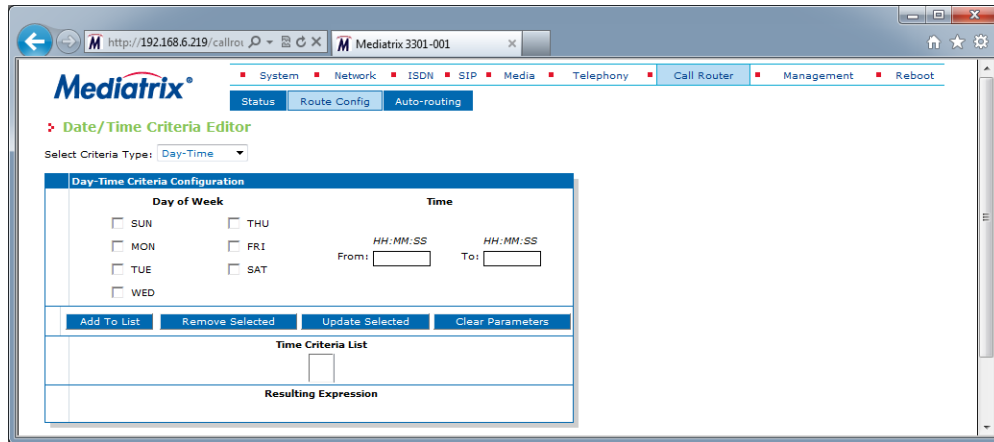 http://192.168.6.219/callrou
Mediatrix 3301-001
Mediatrix®
System Network ISDN SIP Media Telephony Call Router Management Reboot
Status Route Config Auto-routing
Date/Time Criteria Editor
Select Criteria Type: Day-Time
Day-Time Criteria Configuration
Day of Week Time
SUN THU
MON FRI
TUE SAT
WED
HH:MM:SS HH:MM:SS
From: To:
Add To List Remove Selected Update Selected Clear Parameters
Time Criteria List
Resulting Expression